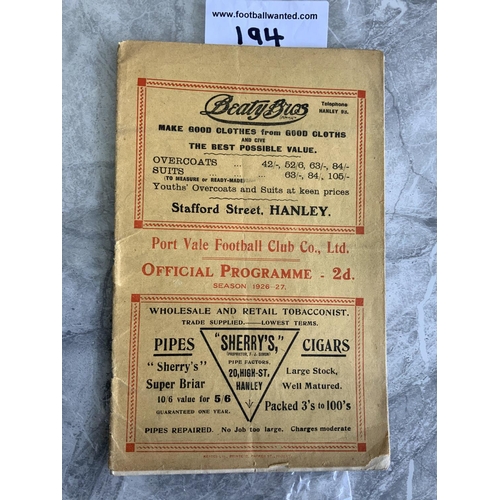 www.footballwanted.com
194
Beaty Bros
Telephone
HANLEY
MAKE GOOD CLOTHES from GOOD CLOTHS
AND GIVE
THE BEST POSSIBLE VALUE.
OVERCOATS ... 42/-, 52/6, 63/-, 84/-
SUITS ... 63/-, 84/, 105/-
(TO MEASURE or READY-MADE)
Youths' Overcoats and Suits at keen prices
Stafford Street, HANLEY.
Port Vale Football Club Co., Ltd.
OFFICIAL PROGRAMME - 2d.
SEASON 1926-27.
WHOLESALE AND RETAIL TOBACCONIST.
TRADE SUPPLIED.—LOWEST TERMS.
PIPES "SHERRY'S," CIGARS
PIPE FACTORS,
"Sherry's" 20, HIGH-ST, Large Stock,
Super Briar HANLEY Well Matured.
10/6 value for 5/6 Packed 3's to 100's
GUARANTEED ONE YEAR.
PIPES REPAIRED. No Job too large. Charges moderate